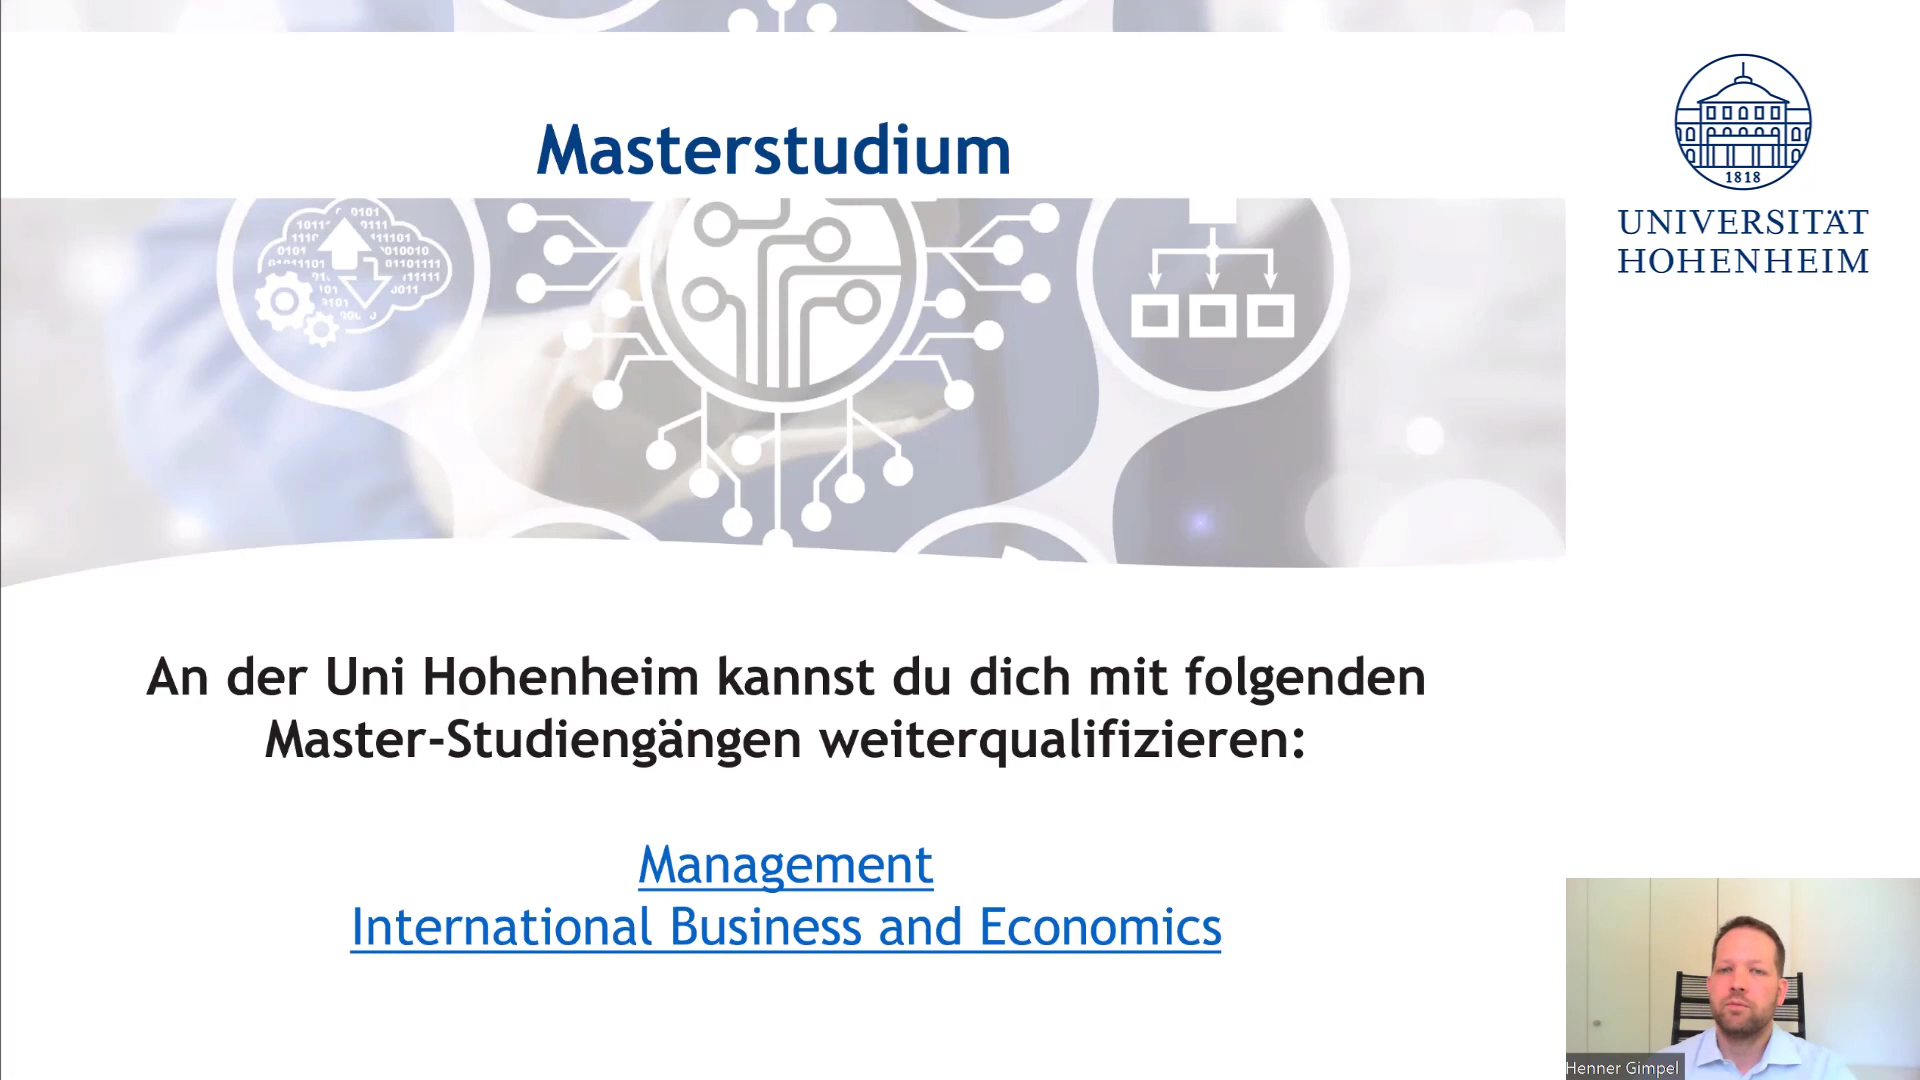 Masterstudium
1818
UNIVERSITÄT
HOHENHEIM
An der Uni Hohenheim kannst du dich mit folgenden
Master-Studiengängen weiterqualifizieren:
Management
International Business and Economics
Henner Gimpel